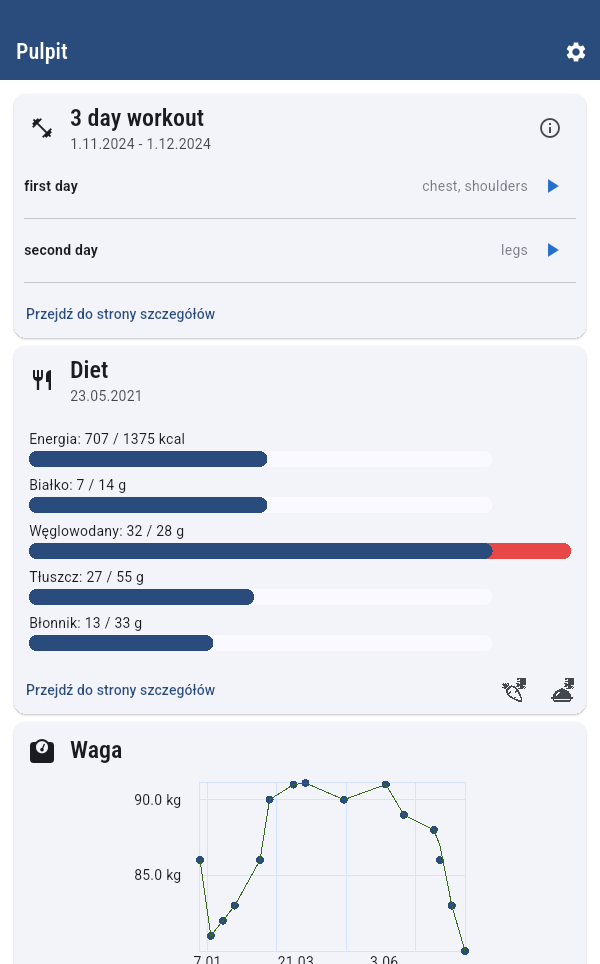 Pulpit
3 day workout
1.11.2024 - 1.12.2024
first day
chest, shoulders
second day
legs
Przejdź do strony szczegółów
Diet
23.05.2021
Energia: 707 / 1375 kcal
Białko: 7 / 14 g
Węglowodany: 32 / 28 g
Tłuszcz: 27 / 55 g
Błonnik: 13 / 33 g
Przejdź do strony szczegółów
Waga
90.0 kg
85.0 kg
7.01 21.03 3.06